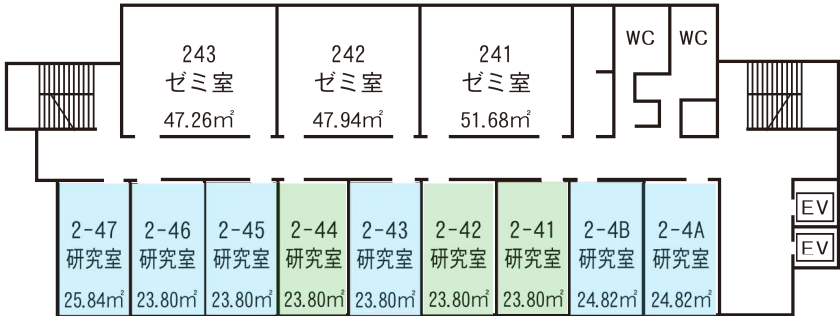 243
ゼミ室
47.26㎡
242
ゼミ室
47.94㎡
241
ゼミ室
51.68㎡
WC
WC
2-47
研究室
25.84㎡
2-46
研究室
23.80㎡
2-45
研究室
23.80㎡
2-44
研究室
23.80㎡
2-43
研究室
23.80㎡
2-42
研究室
23.80㎡
2-41
研究室
23.80㎡
2-4B
研究室
24.82㎡
2-4A
研究室
24.82㎡
EV
EV